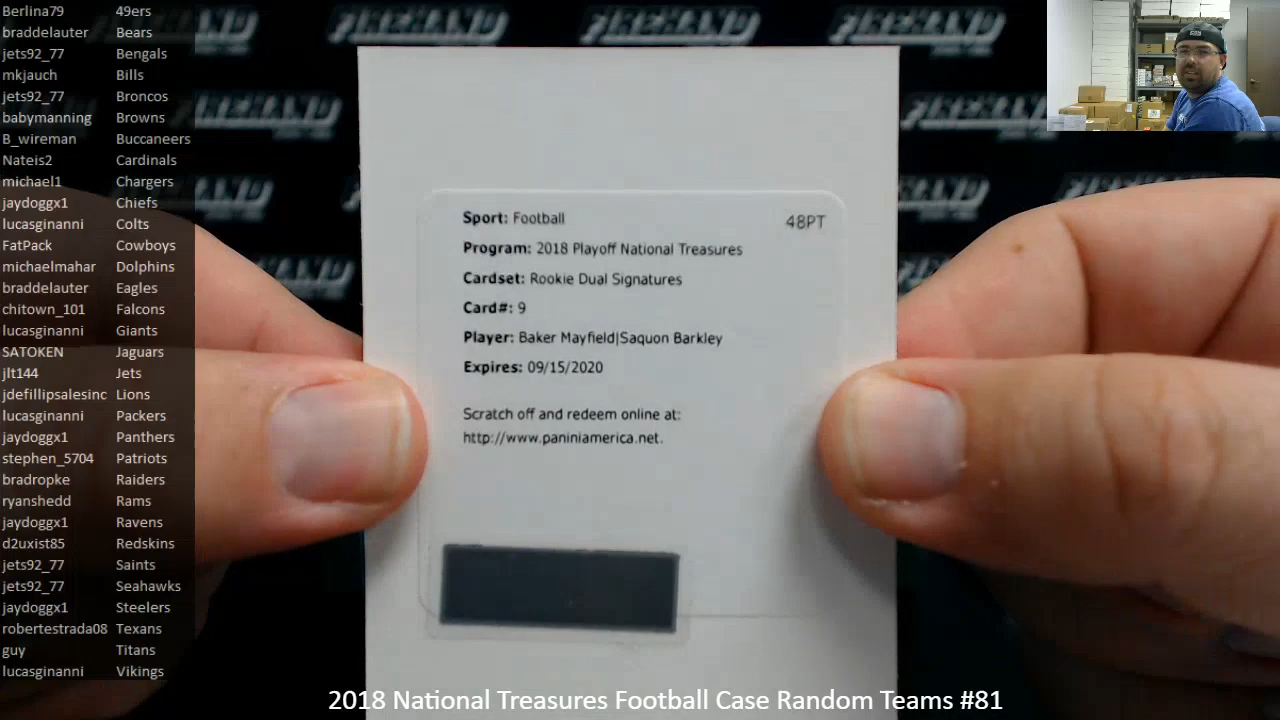 Berlina79 49ers
braddelauter Bears
jets92_77 Bengals
mkjauch Bills
jets92_77 Broncos
babymanning Browns
B_wireman Buccaneers
Nateis2 Cardinals
michael1 Chargers
jaydoggx1 Chiefs
lucasginanni Colts
FatPack Cowboys
michaelmahar Dolphins
braddelauter Eagles
chitown_101 Falcons
lucasginanni Giants
SATOKEN Jaguars
jlt144 Jets
jdefillipsalesinc Lions
lucasginanni Packers
jaydoggx1 Panthers
stephen_5704 Patriots
bradropke Raiders
ryanshedd Rams
jaydoggx1 Ravens
d2uxist85 Redskins
jets92_77 Saints
jets92_77 Seahawks
jaydoggx1 Steelers
robertestrada08 Texans
guy Titans
lucasginanni Vikings
Sport: Football
48PT
Program: 2018 Playoff National Treasures
Cardset: Rookie Dual Signatures
Card#: 9
Player: Baker Mayfield|Saquon Barkley
Expires: 09/15/2020
Scratch off and redeem online at:
http://www.paniniamerica.net.
2018 National Treasures Football Case Random Teams #81